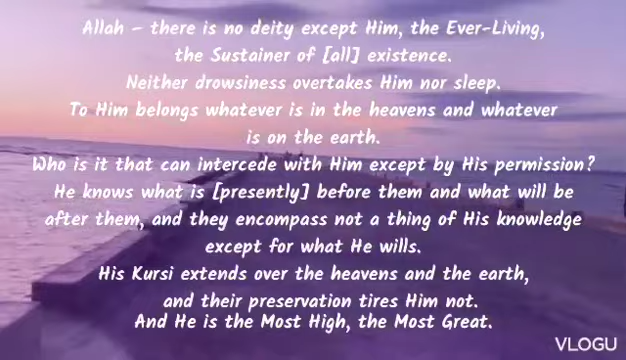 Allah – there is no deity except Him, the Ever-Living,
the Sustainer of [all] existence.
Neither drowsiness overtakes Him nor sleep.
To Him belongs whatever is in the heavens and whatever
is on the earth.
Who is it that can intercede with Him except by His permission?
He knows what is [presently] before them and what will be
after them, and they encompass not a thing of His knowledge
except for what He wills.
His Kursi extends over the heavens and the earth,
and their preservation tires Him not.
And He is the Most High, the Most Great.
VLOGU